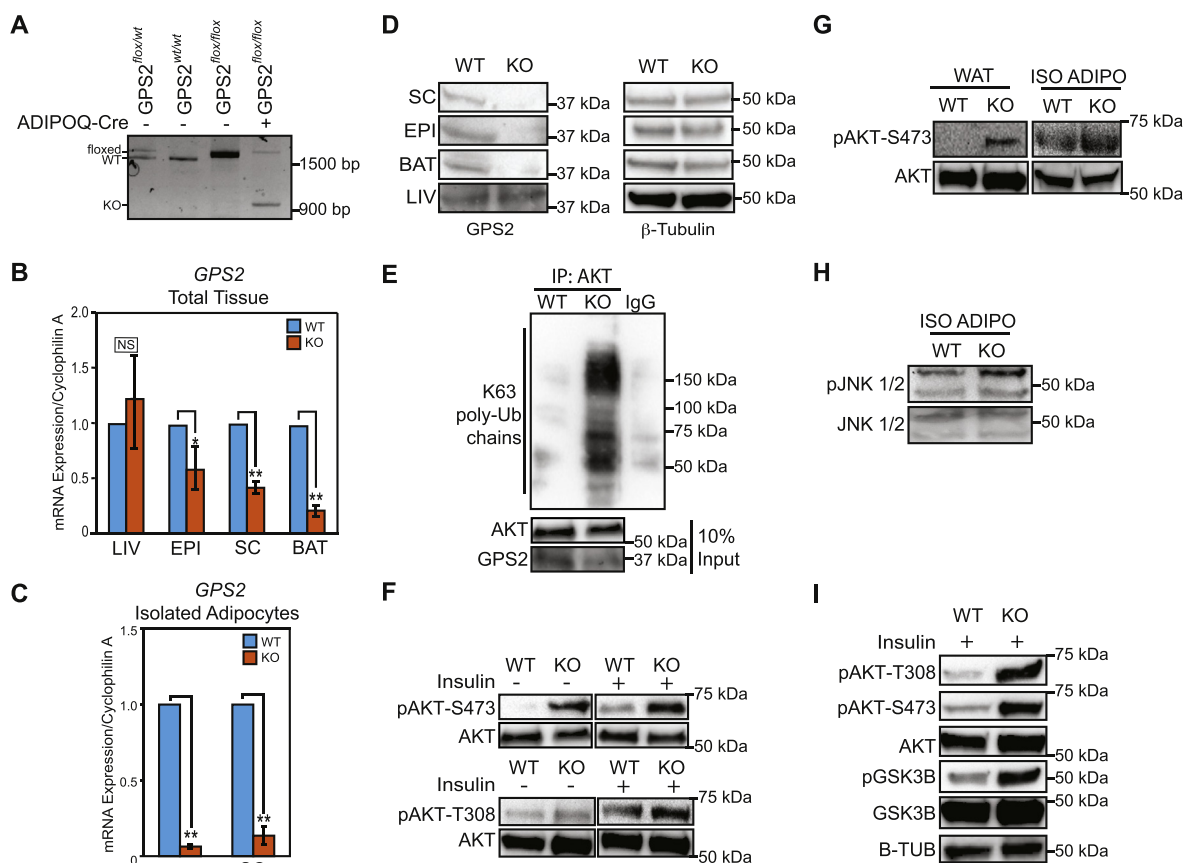 A
GPS2flox/wt
GPS2wt/wt
GPS2flox/flox
GPS2flox/flox
ADIPOQ-Cre - - - +
floxed
WT
1500 bp
KO
900 bp
B
GPS2
Total Tissue
mRNA Expression/Cyclophilin A
2.0
1.5
1.0
0.5
0
WT
KO
NS
*
**
**
LIV EPI SC BAT
C
GPS2
Isolated Adipocytes
mRNA Expression/Cyclophilin A
1.5
1.0
0.5
0
WT
KO
**
**
D
WT KO WT KO
SC 37 kDa 50 kDa
EPI 37 kDa 50 kDa
BAT 37 kDa 50 kDa
LIV 37 kDa 50 kDa
GPS2 β-Tubulin
E
IP: AKT
WT KO IgG
K63
poly-Ub
chains
150 kDa
100 kDa
75 kDa
50 kDa
AKT
50 kDa
GPS2
37 kDa
10%
Input
F
WT KO WT KO
Insulin - - + +
75 kDa
pAKT-S473
AKT
50 kDa
WT KO WT KO
Insulin - - + +
75 kDa
pAKT-T308
AKT
50 kDa
G
WAT ISO ADIPO
WT KO WT KO
75 kDa
pAKT-S473
AKT
50 kDa
H
ISO ADIPO
WT KO
pJNK 1/2 50 kDa
JNK 1/2 50 kDa
I
WT KO
Insulin + +
75 kDa
pAKT-T308
75 kDa
pAKT-S473
AKT
50 kDa
pGSK3B 50 kDa
GSK3B 50 kDa
B-TUB 50 kDa